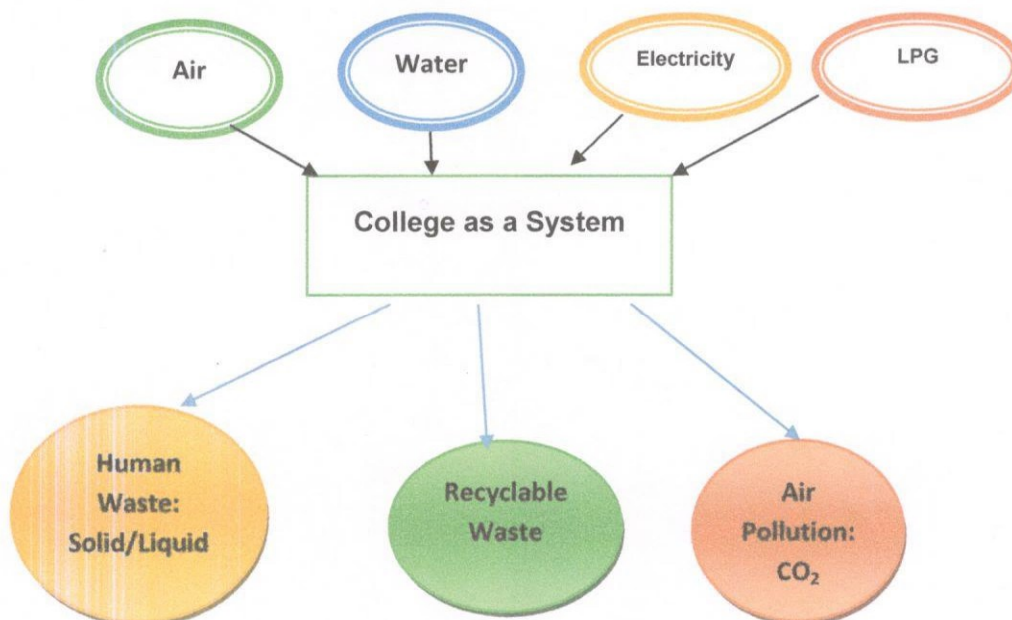 Air
Water
Electricity
LPG
College as a System
Human
Waste:
Solid/Liquid
Recyclable
Waste
Air
Pollution:
CO₂